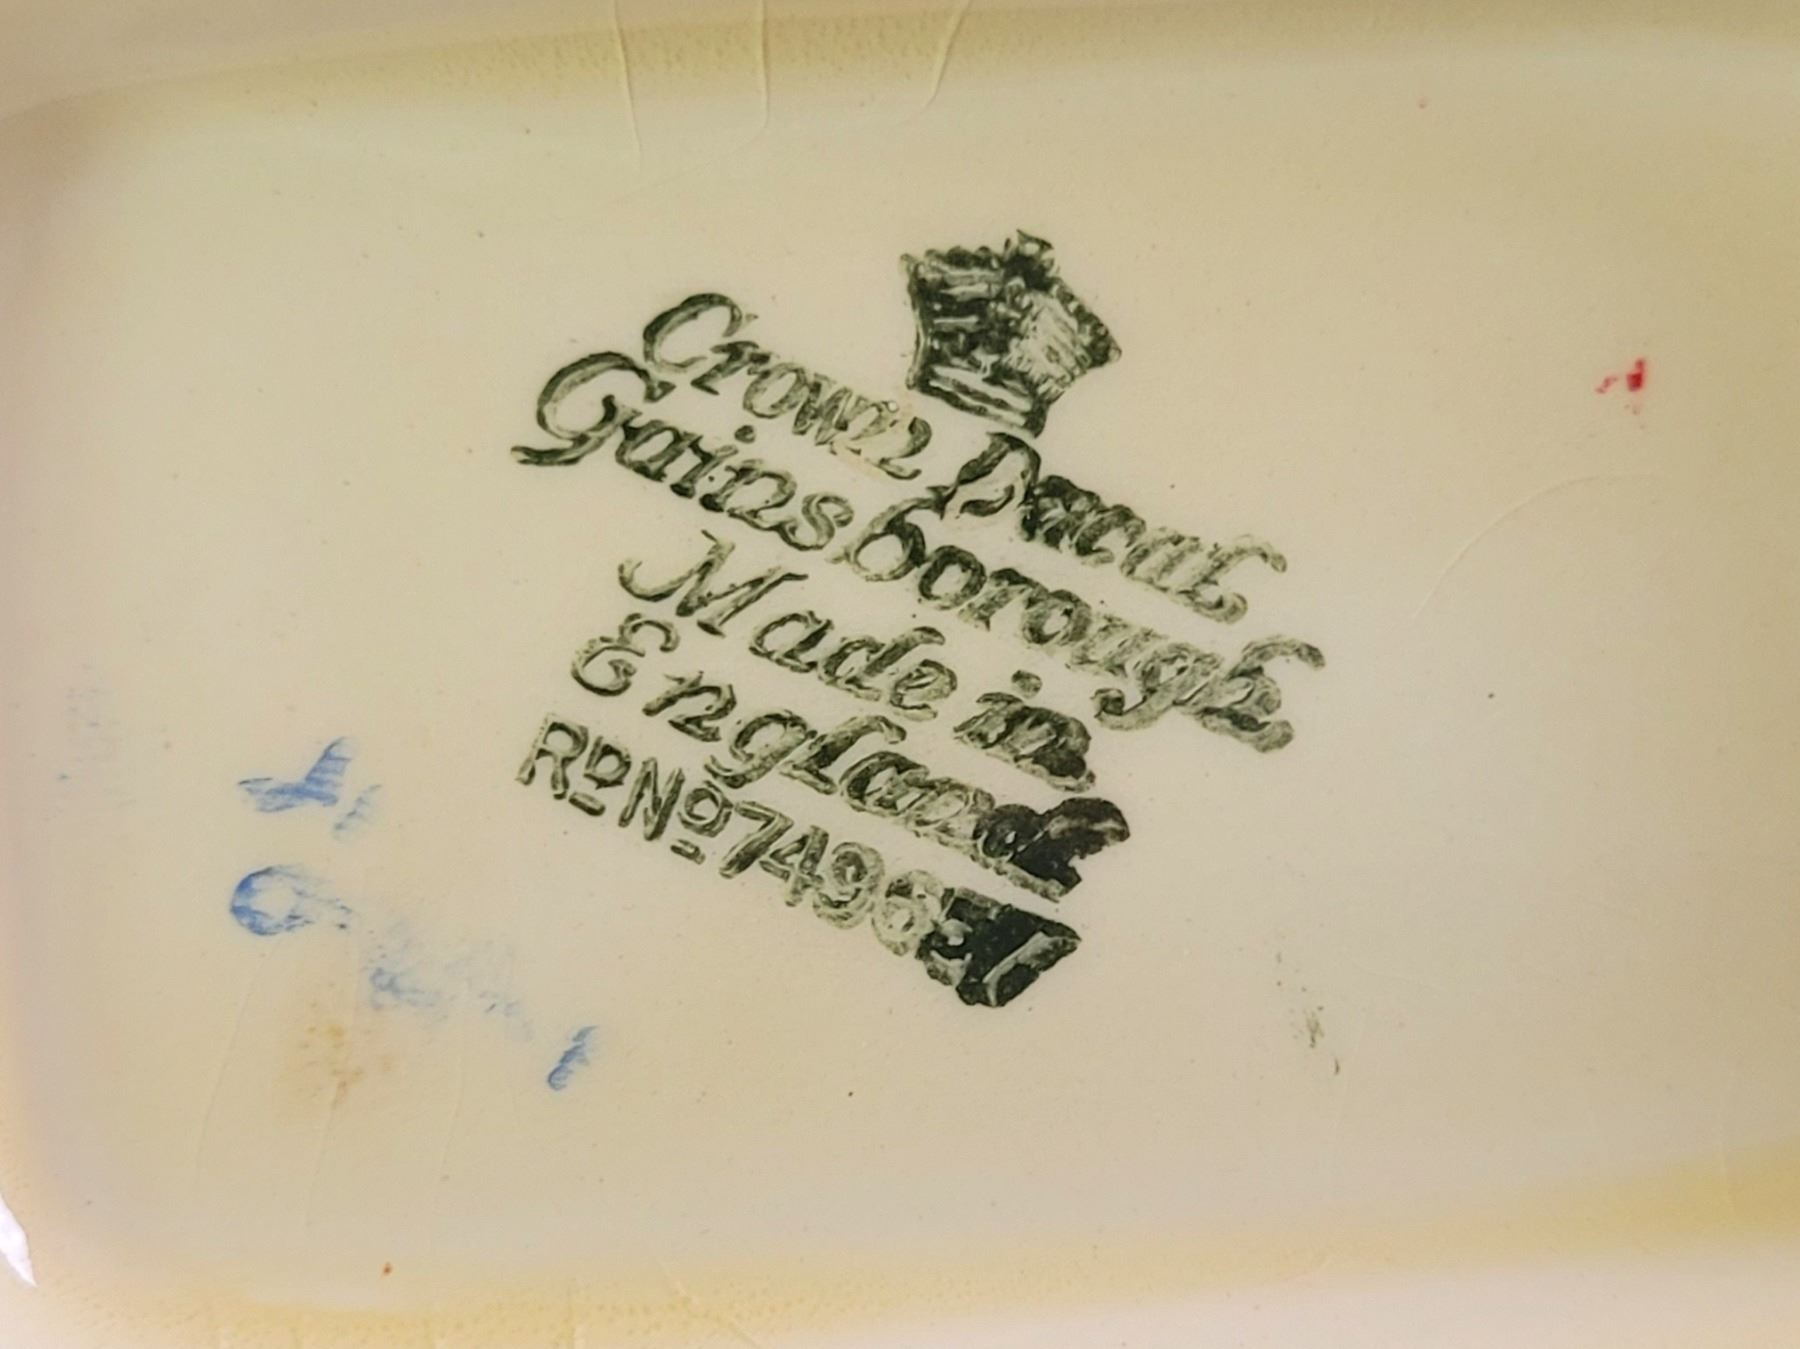 Crown Ducal
Gainsborough
Made in
England
Rd No 749657